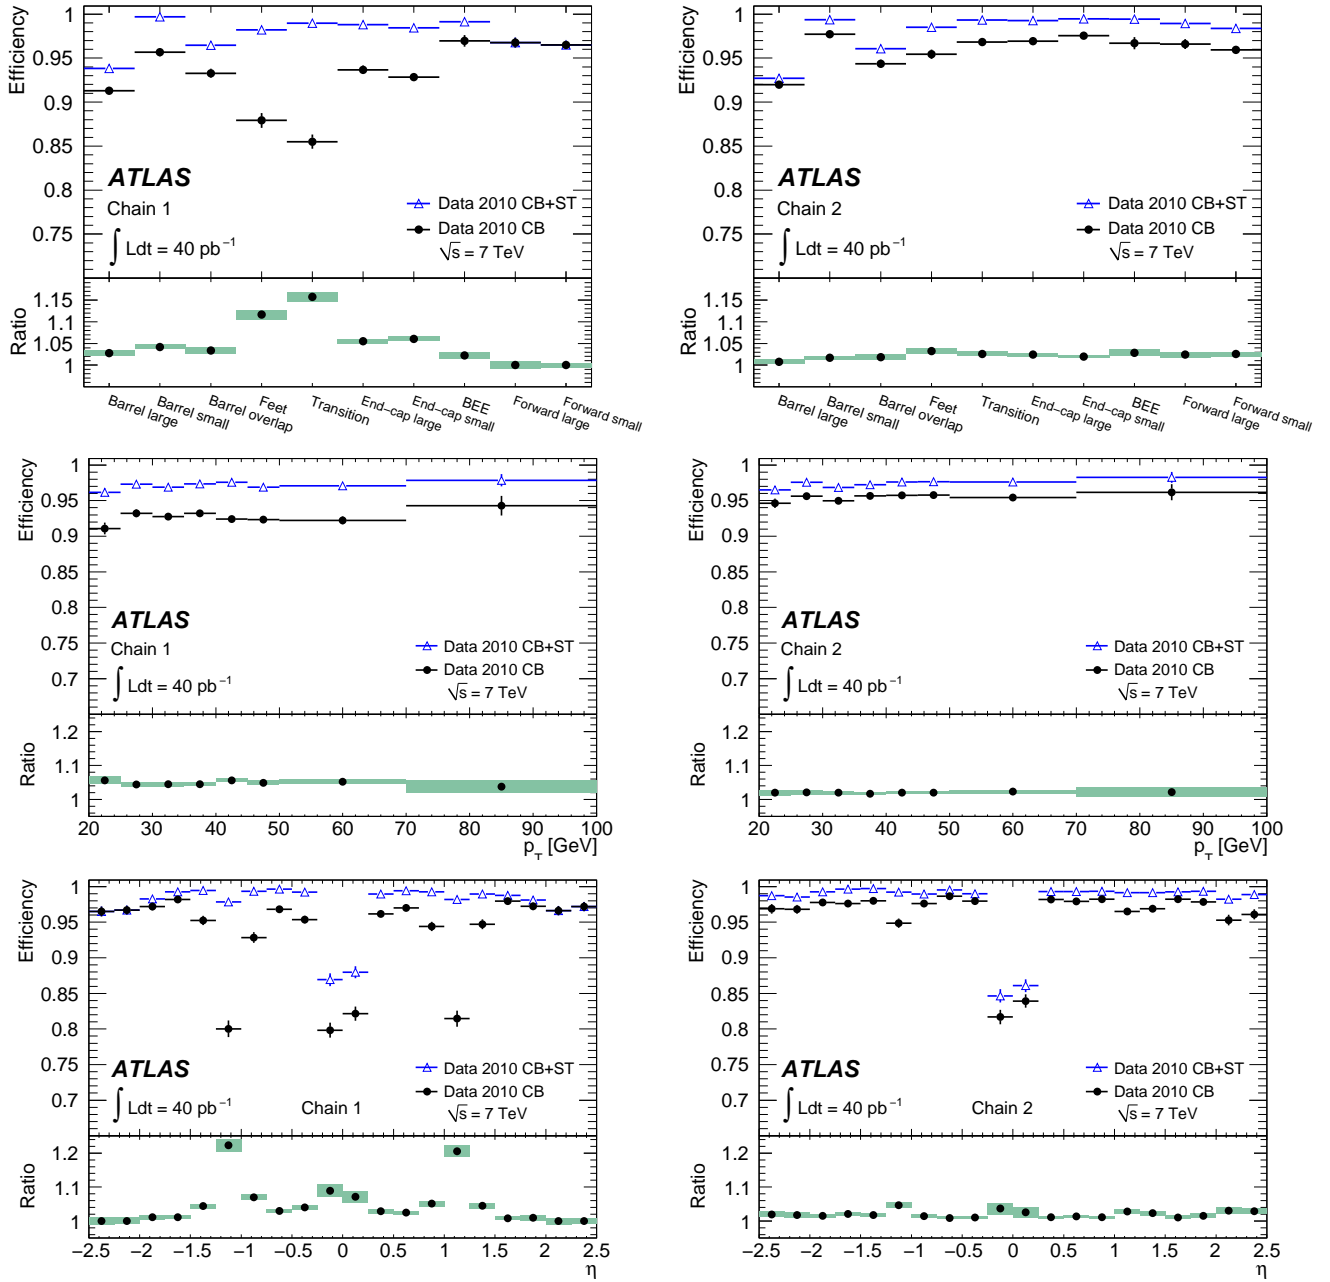 Efficiency
1
0.95
0.9
0.85
0.8
0.75
ATLAS
Chain 1
∫ Ldt = 40 pb⁻¹
Data 2010 CB+ST
Data 2010 CB
√s = 7 TeV
Ratio
1.15
1.1
1.05
1
Barrel large
Barrel small
Barrel overlap
Feet
Transition
End-cap large
End-cap small
BEE
Forward large
Forward small
Efficiency
1
0.95
0.9
0.85
0.8
0.75
ATLAS
Chain 2
∫ Ldt = 40 pb⁻¹
Data 2010 CB+ST
Data 2010 CB
√s = 7 TeV
Ratio
1.15
1.1
1.05
1
Barrel large
Barrel small
Barrel overlap
Feet
Transition
End-cap large
End-cap small
BEE
Forward large
Forward small
Efficiency
1
0.95
0.9
0.85
0.8
0.75
0.7
ATLAS
Chain 1
∫ Ldt = 40 pb⁻¹
Data 2010 CB+ST
Data 2010 CB
√s = 7 TeV
Ratio
1.2
1.1
1
20 30 40 50 60 70 80 90 100
p_T [GeV]
Efficiency
1
0.95
0.9
0.85
0.8
0.75
0.7
ATLAS
Chain 2
∫ Ldt = 40 pb⁻¹
Data 2010 CB+ST
Data 2010 CB
√s = 7 TeV
Ratio
1.2
1.1
1
20 30 40 50 60 70 80 90 100
p_T [GeV]
Efficiency
1
0.95
0.9
0.85
0.8
0.75
0.7
ATLAS
∫ Ldt = 40 pb⁻¹
Chain 1
Data 2010 CB+ST
Data 2010 CB
√s = 7 TeV
Ratio
1.2
1.1
1
−2.5 −2 −1.5 −1 −0.5 0 0.5 1 1.5 2 2.5
η
Efficiency
1
0.95
0.9
0.85
0.8
0.75
0.7
ATLAS
∫ Ldt = 40 pb⁻¹
Chain 2
Data 2010 CB+ST
Data 2010 CB
√s = 7 TeV
Ratio
1.2
1.1
1
−2.5 −2 −1.5 −1 −0.5 0 0.5 1 1.5 2 2.5
η